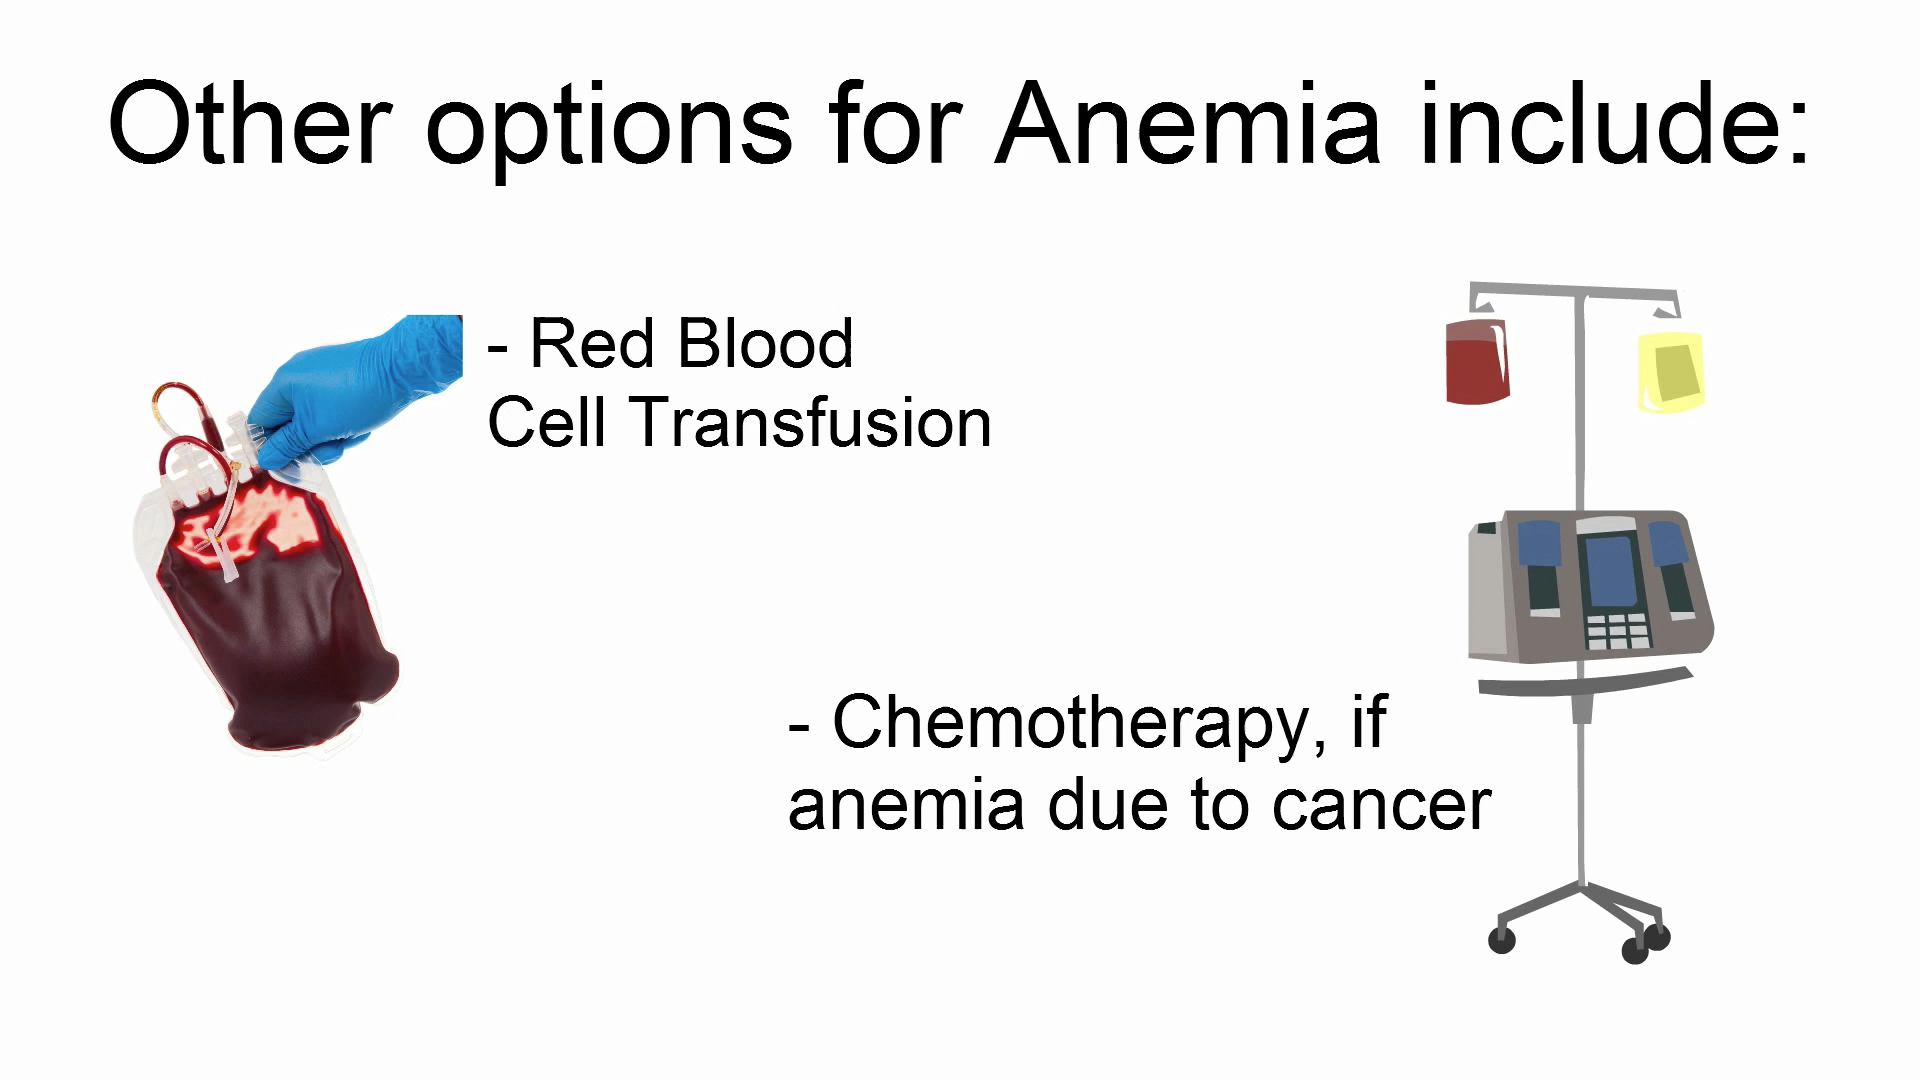 Other options for Anemia include:
- Red Blood
Cell Transfusion
- Chemotherapy, if
anemia due to cancer